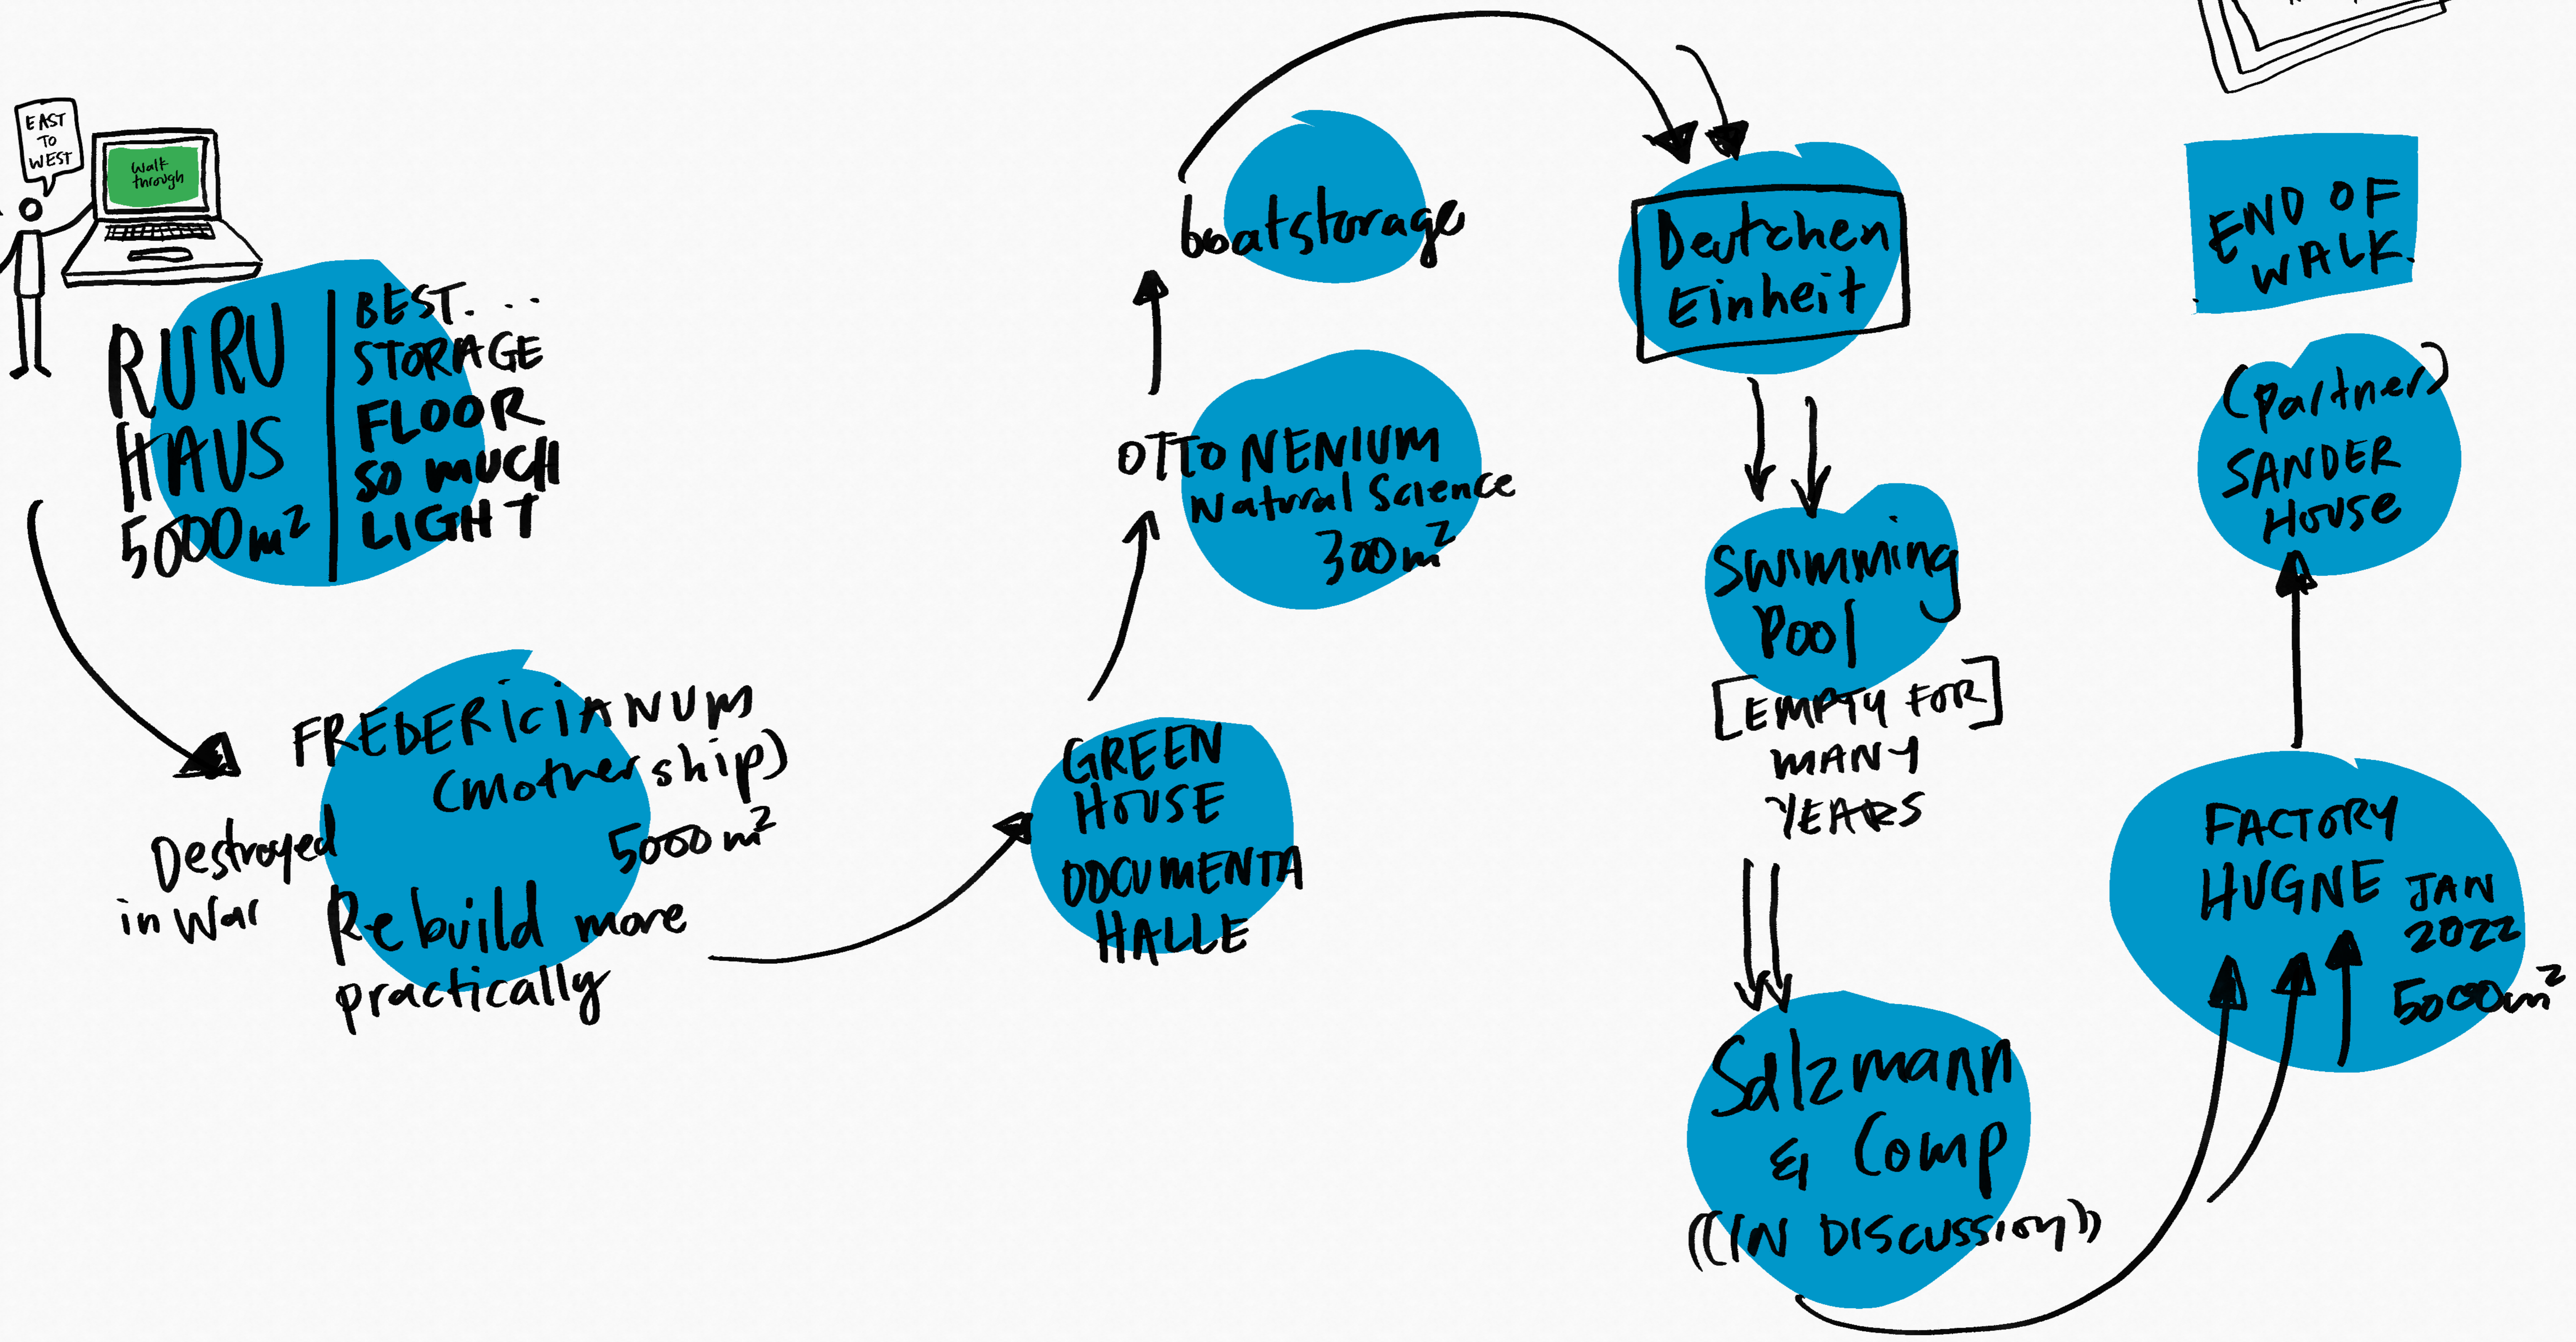 EAST
TO
WEST
Walk
through
RURU
HAUS
5000m²
BEST. ..
STORAGE
FLOOR
SO MUCH
LIGHT
FREDERICIANUM
(mothership)
5000m²
Destroyed
in War
Rebuild more
practically
GREEN
HOUSE
DOCUMENTA
HALLE
OTTO NENIUM
Natural Science
300m²
boatstorage
Deutchen
Einheit
Swimming
Pool
[EMPTY FOR]
MANY
YEARS
Salzmann
& Comp
((IN DISCUSSION))
FACTORY
HUGNE JAN
2022
5000m²
(partner)
SANDER
HOUSE
END OF
WALK.